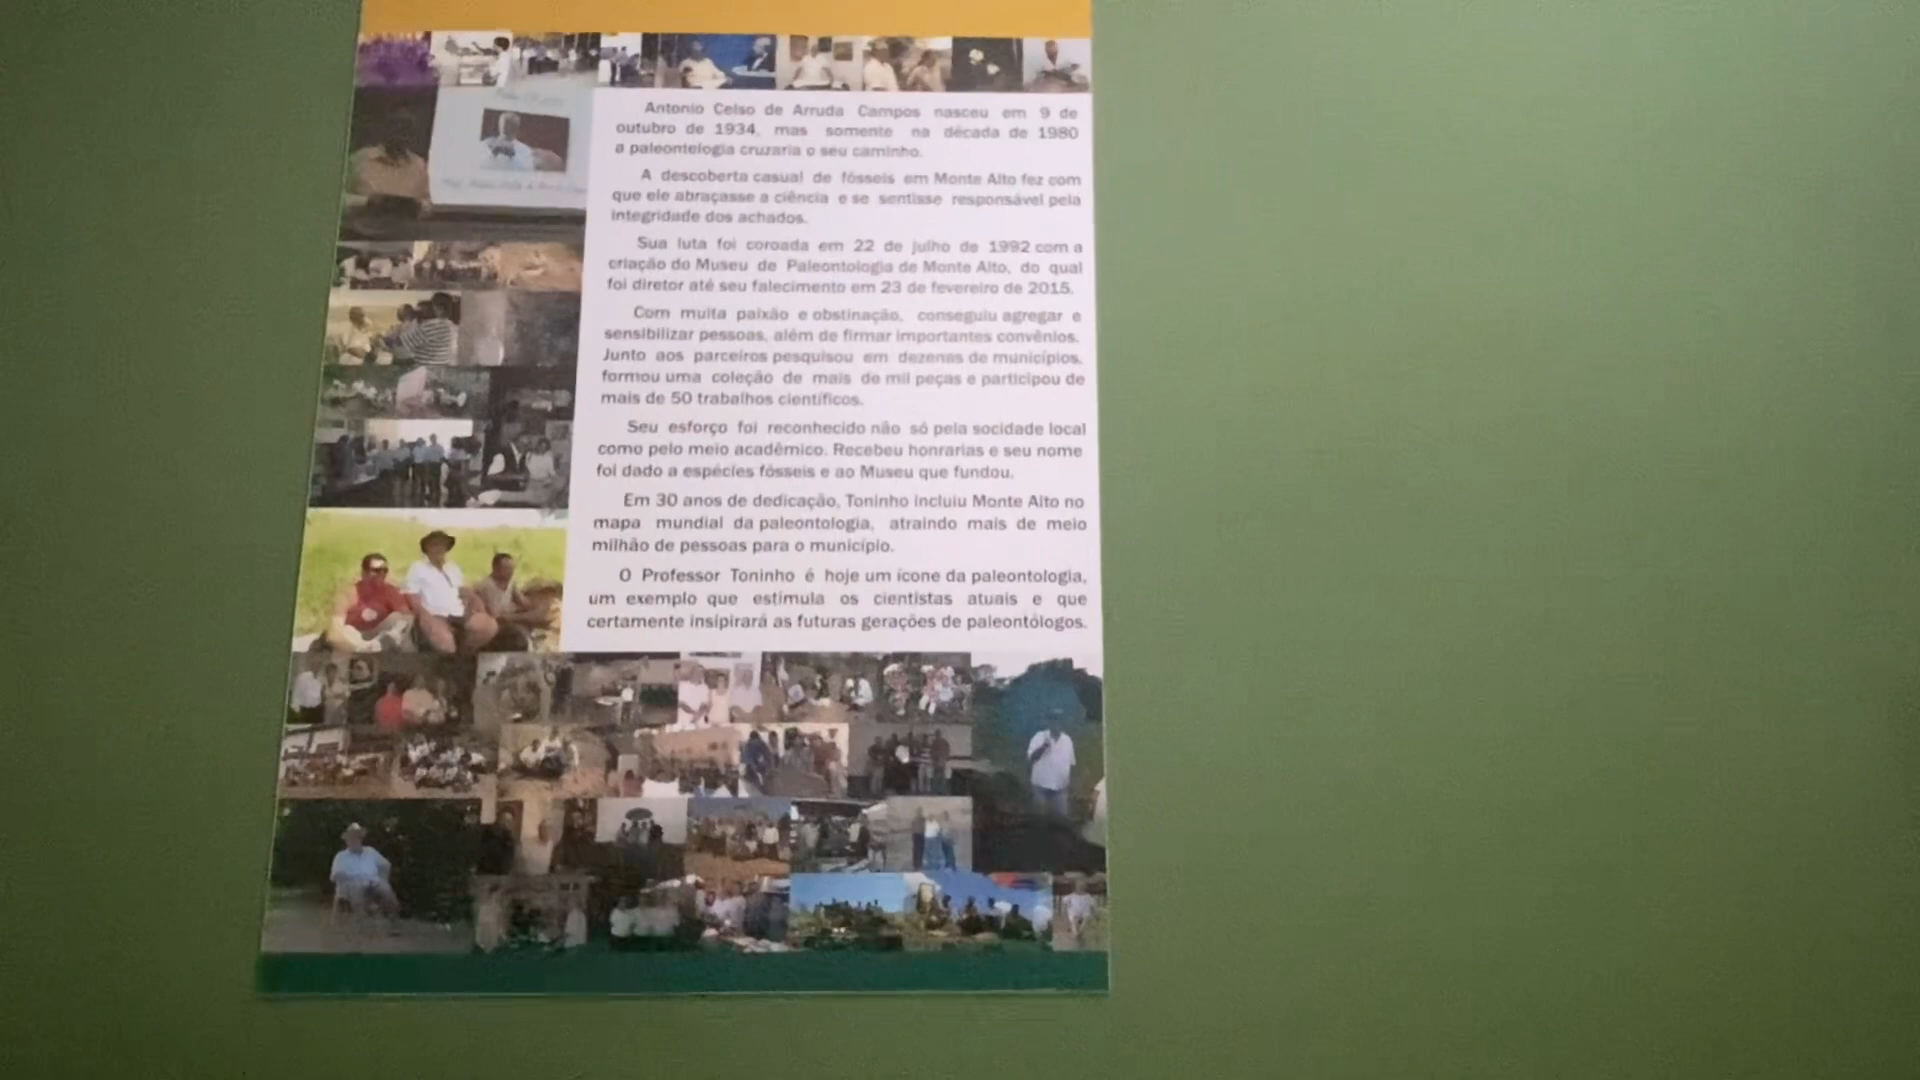 Antonio Celso de Arruda Campos nasceu em 9 de
outubro de 1934, mas somente na década de 1980
a paleontologia cruzaria o seu caminho.
A descoberta casual de fósseis em Monte Alto fez com
que ele abraçasse a ciência e se sentisse responsável pela
integridade dos achados.
Sua luta foi coroada em 22 de julho de 1992 com a
criação do Museu de Paleontologia de Monte Alto, do qual
foi diretor até seu falecimento em 23 de fevereiro de 2015.
Com muita paixão e obstinação, conseguiu agregar e
sensibilizar pessoas, além de firmar importantes convênios.
Junto aos parceiros pesquisou em dezenas de municípios,
formou uma coleção de mais de mil peças e participou de
mais de 50 trabalhos científicos.
Seu esforço foi reconhecido não só pela socidade local
como pelo meio acadêmico. Recebeu honrarias e seu nome
foi dado a espécies fósseis e ao Museu que fundou.
Em 30 anos de dedicação, Toninho incluiu Monte Alto no
mapa mundial da paleontologia, atraindo mais de meio
milhão de pessoas para o município.
O Professor Toninho é hoje um ícone da paleontologia,
um exemplo que estimula os cientistas atuais e que
certamente insipirará as futuras gerações de paleontólogos.